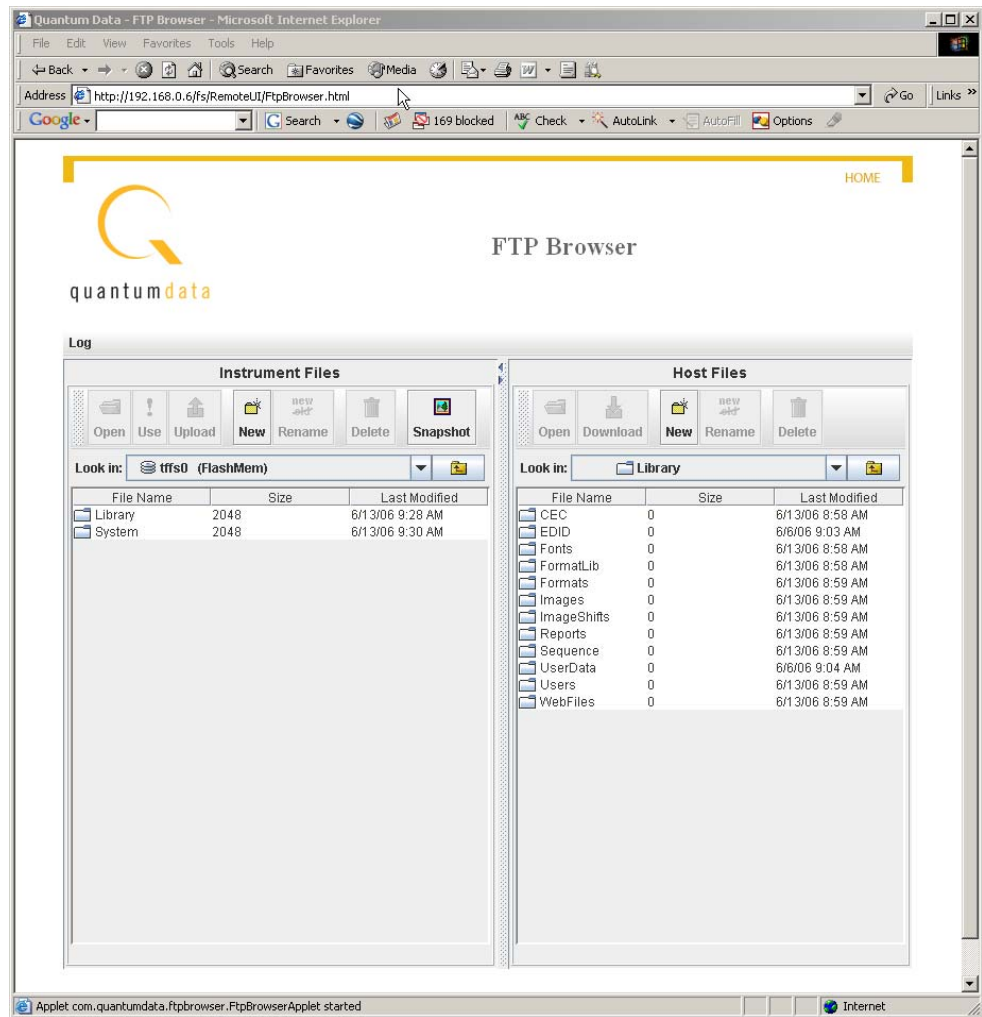 Quantum Data - FTP Browser - Microsoft Internet Explorer
File Edit View Favorites Tools Help
Back Search Favorites Media
Address http://192.168.0.6/fs/RemoteUI/FtpBrowser.html Go Links »
Google Search 169 blocked ABC Check AutoLink AutoFill Options
HOME
FTP Browser
quantumdata
Log
Instrument Files
Open Use Upload New new old Rename Delete Snapshot
Look in: tffs0 (FlashMem)
File Name Size Last Modified
Library 2048 6/13/06 9:28 AM
System 2048 6/13/06 9:30 AM
Host Files
Open Download New new old Rename Delete
Look in: Library
File Name Size Last Modified
CEC 0 6/13/06 8:58 AM
EDID 0 6/6/06 9:03 AM
Fonts 0 6/13/06 8:58 AM
FormatLib 0 6/13/06 8:58 AM
Formats 0 6/13/06 8:59 AM
Images 0 6/13/06 8:59 AM
ImageShifts 0 6/13/06 8:59 AM
Reports 0 6/13/06 8:59 AM
Sequence 0 6/13/06 8:59 AM
UserData 0 6/6/06 9:04 AM
Users 0 6/13/06 8:59 AM
WebFiles 0 6/13/06 8:59 AM
Applet com.quantumdata.ftpbrowser.FtpBrowserApplet started Internet